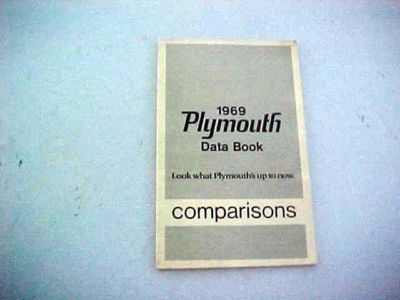 1969
Plymouth
Data Book
Look what Plymouth's up to now.
comparisons